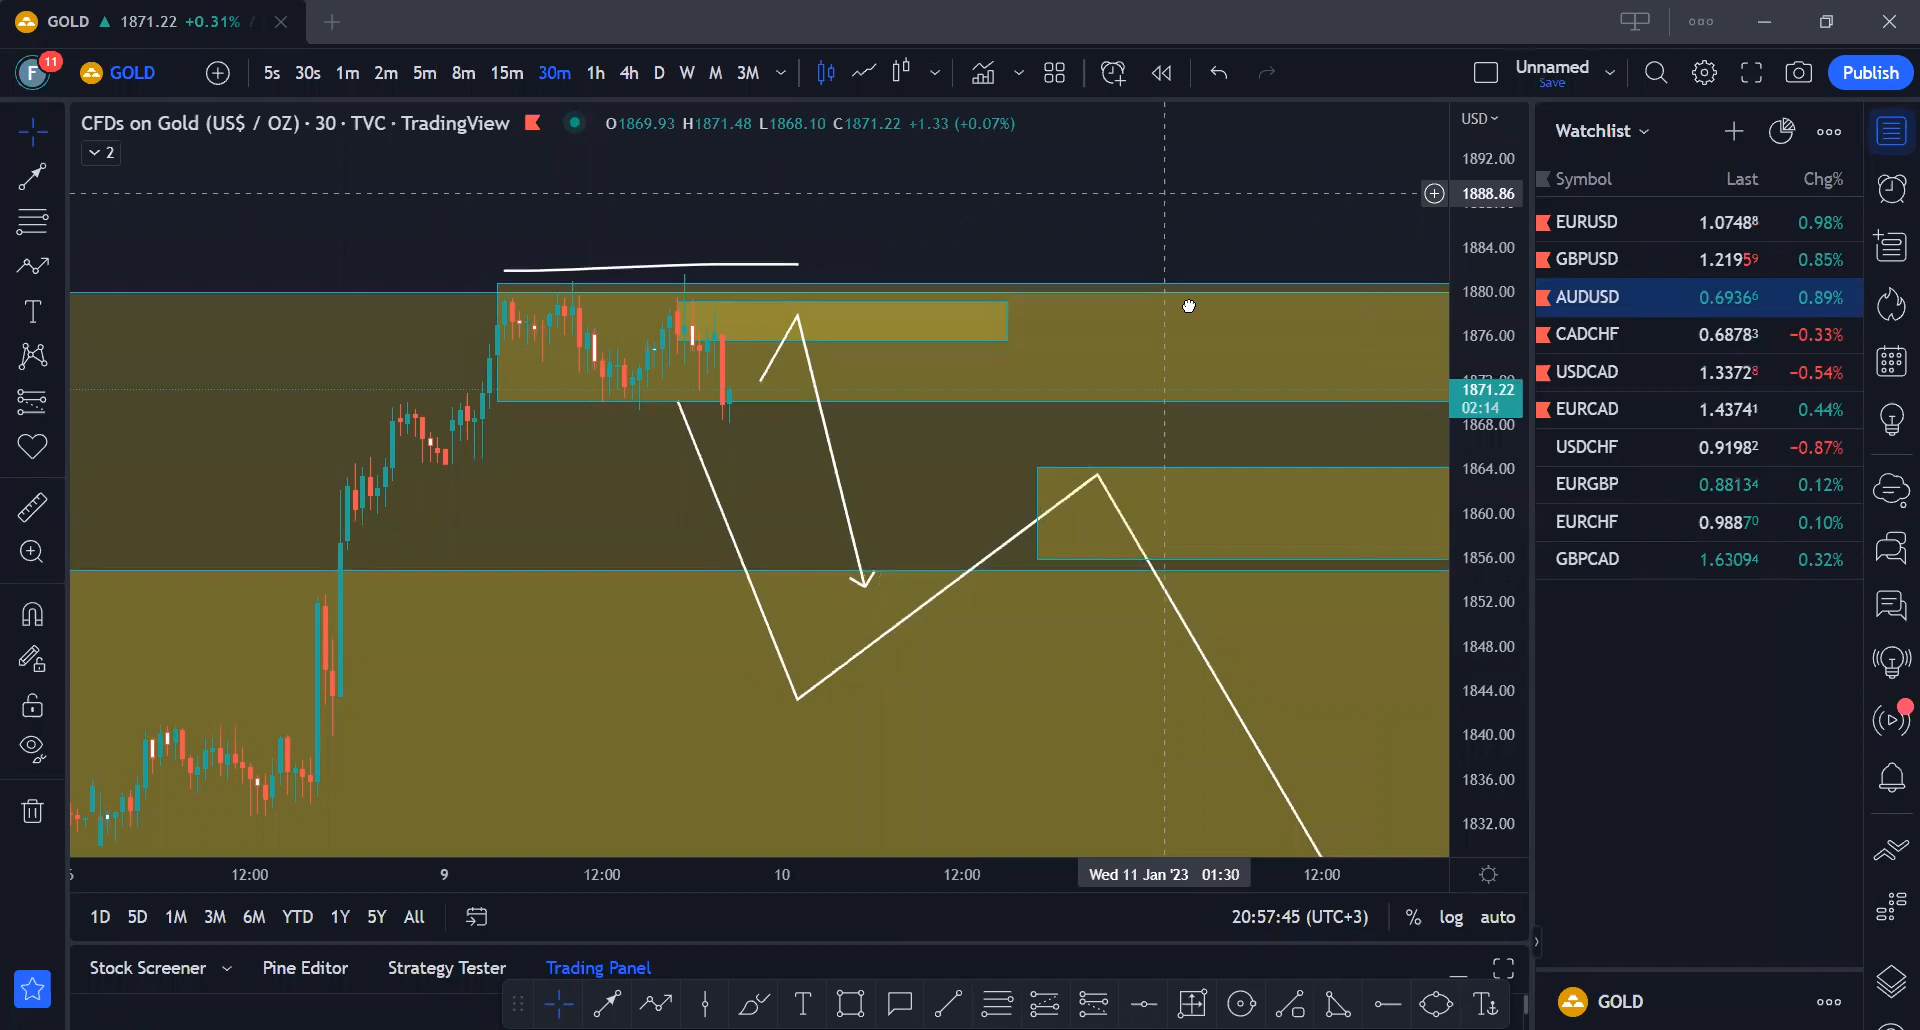 GOLD 1871.22 +0.31% /
F 11 GOLD 5s 30s 1m 2m 5m 8m 15m 30m 1h 4h D W M 3M Unnamed Save Publish
CFDs on Gold (US$ / OZ) · 30 · TVC · TradingView O1869.93 H1871.48 L1868.10 C1871.22 +1.33 (+0.07%)
2
USD
1892.00
1888.86
1884.00
1880.00
1876.00
1871.22
02:14
1868.00
1864.00
1860.00
1856.00
1852.00
1848.00
1844.00
1840.00
1836.00
1832.00
12:00 9 12:00 10 12:00 Wed 11 Jan '23 01:30 12:00
1D 5D 1M 3M 6M YTD 1Y 5Y All 20:57:45 (UTC+3) % log auto
Stock Screener Pine Editor Strategy Tester Trading Panel
Watchlist
Symbol Last Chg%
EURUSD 1.07488 0.98%
GBPUSD 1.21959 0.85%
AUDUSD 0.69366 0.89%
CADCHF 0.68783 −0.33%
USDCAD 1.33728 −0.54%
EURCAD 1.43741 0.44%
USDCHF 0.91982 −0.87%
EURGBP 0.88134 0.12%
EURCHF 0.98870 0.10%
GBPCAD 1.63094 0.32%
GOLD